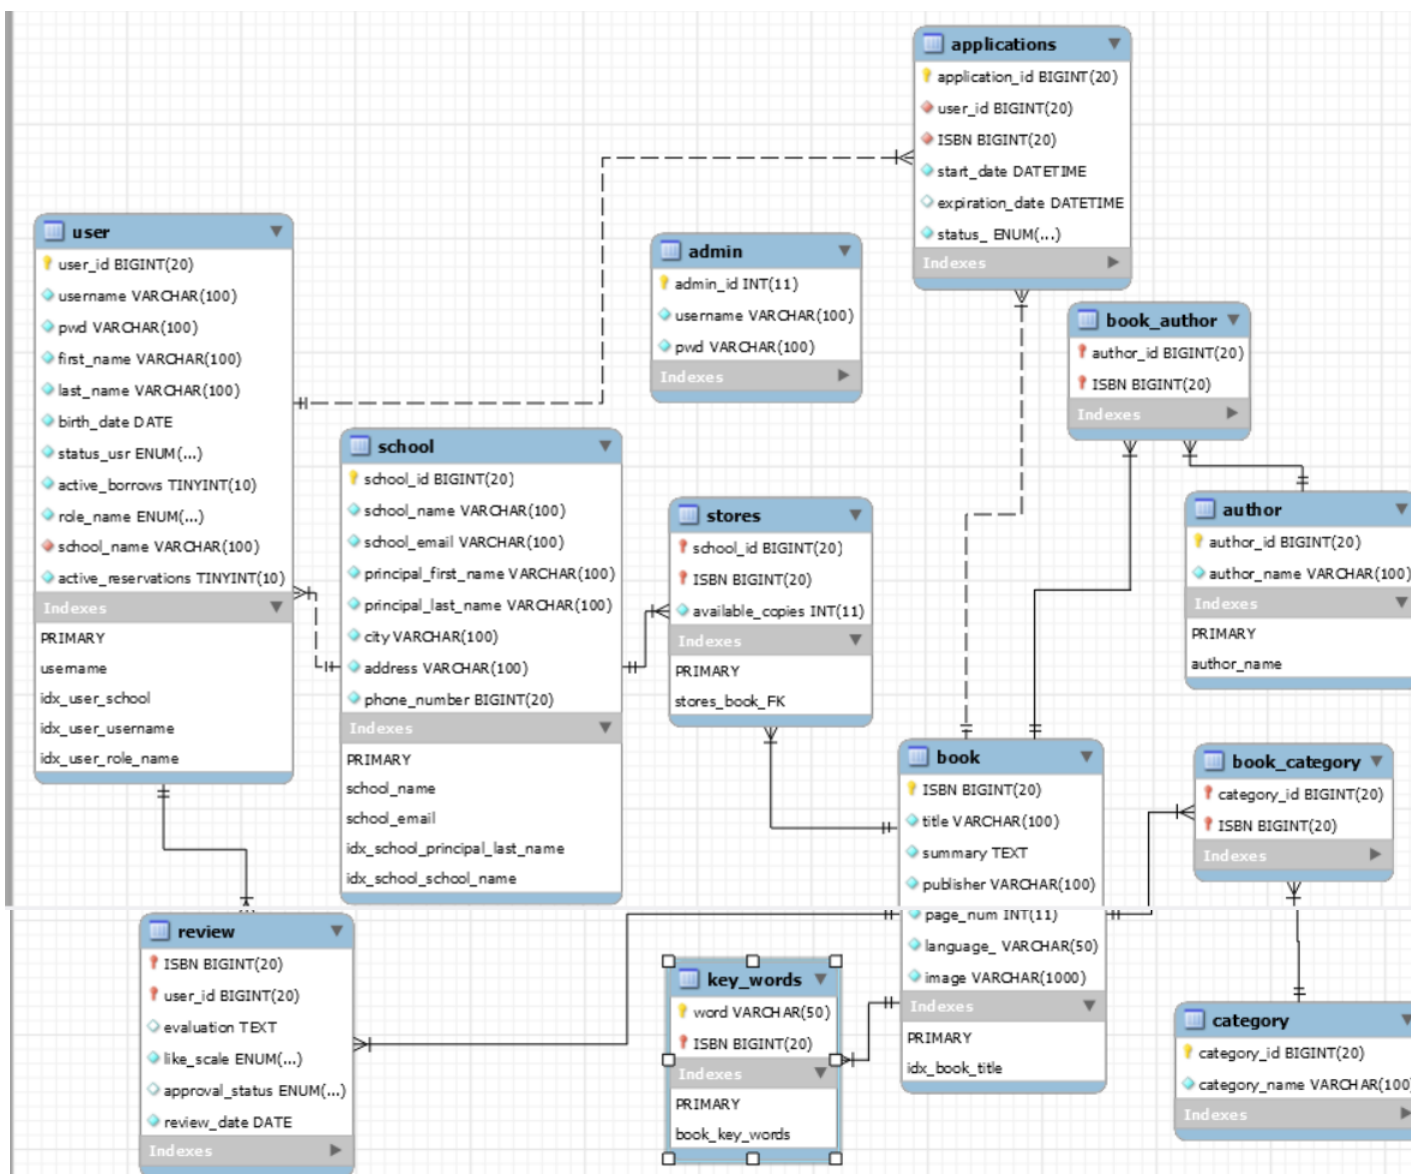 applications
application_id BIGINT(20)
user_id BIGINT(20)
ISBN BIGINT(20)
start_date DATETIME
expiration_date DATETIME
status_ ENUM(...)
Indexes
user
user_id BIGINT(20)
username VARCHAR(100)
pwd VARCHAR(100)
first_name VARCHAR(100)
last_name VARCHAR(100)
birth_date DATE
status_usr ENUM(...)
active_borrows TINYINT(10)
role_name ENUM(...)
school_name VARCHAR(100)
active_reservations TINYINT(10)
Indexes
PRIMARY
username
idx_user_school
idx_user_username
idx_user_role_name
admin
admin_id INT(11)
username VARCHAR(100)
pwd VARCHAR(100)
Indexes
book_author
author_id BIGINT(20)
ISBN BIGINT(20)
Indexes
school
school_id BIGINT(20)
school_name VARCHAR(100)
school_email VARCHAR(100)
principal_first_name VARCHAR(100)
principal_last_name VARCHAR(100)
city VARCHAR(100)
address VARCHAR(100)
phone_number BIGINT(20)
Indexes
PRIMARY
school_name
school_email
idx_school_principal_last_name
idx_school_school_name
stores
school_id BIGINT(20)
ISBN BIGINT(20)
available_copies INT(11)
Indexes
PRIMARY
stores_book_FK
author
author_id BIGINT(20)
author_name VARCHAR(100)
Indexes
PRIMARY
author_name
book
ISBN BIGINT(20)
title VARCHAR(100)
summary TEXT
publisher VARCHAR(100)
page_num INT(11)
language_ VARCHAR(50)
image VARCHAR(1000)
Indexes
PRIMARY
idx_book_title
book_category
category_id BIGINT(20)
ISBN BIGINT(20)
Indexes
review
ISBN BIGINT(20)
user_id BIGINT(20)
evaluation TEXT
like_scale ENUM(...)
approval_status ENUM(...)
review_date DATE
Indexes
key_words
word VARCHAR(50)
ISBN BIGINT(20)
Indexes
PRIMARY
book_key_words
category
category_id BIGINT(20)
category_name VARCHAR(100)
Indexes